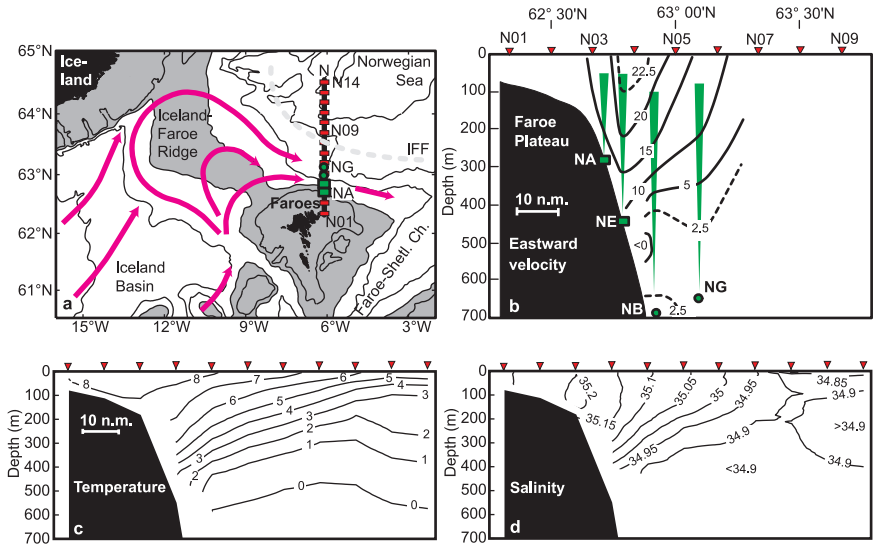 65°N
64°N
63°N
62°N
61°N
15°W
12°W
9°W
6°W
3°W
Ice-
land
Norwegian
Sea
N
N14
Iceland-
Faroe
Ridge
N09
IFF
NG
NA
Faroes
N01
Iceland
Basin
Faroe-Shetl. Ch.
a
62° 30'N
63° 00'N
63° 30'N
N01
N03
N05
N07
N09
Depth (m)
0
100
200
300
400
500
600
700
22.5
20
15
10
5
2.5
<0
2.5
Faroe
Plateau
NA
10 n.m.
NE
Eastward
velocity
NG
NB
b
Depth (m)
0
100
200
300
400
500
600
700
8
8
7
6
5
4
3
6
5
4
3
2
1
3
2
2
1
0
0
10 n.m.
Temperature
c
Depth (m)
0
100
200
300
400
500
600
700
35.2
35.15
35.1
35.05
35
34.95
34.95
34.9
34.85
34.9
>34.9
34.9
<34.9
Salinity
d